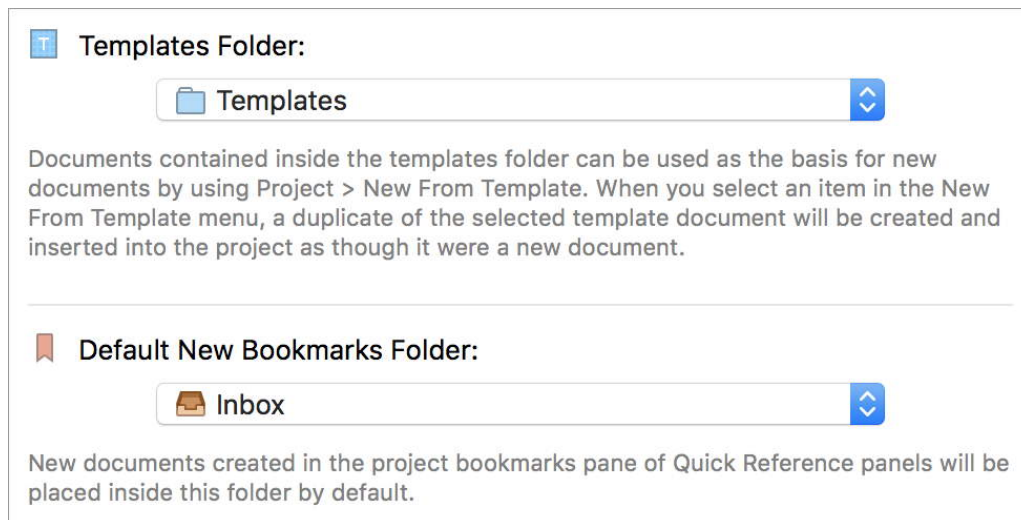 T
Templates Folder:
Templates
Documents contained inside the templates folder can be used as the basis for new
documents by using Project > New From Template. When you select an item in the New
From Template menu, a duplicate of the selected template document will be created and
inserted into the project as though it were a new document.
Default New Bookmarks Folder:
Inbox
New documents created in the project bookmarks pane of Quick Reference panels will be
placed inside this folder by default.